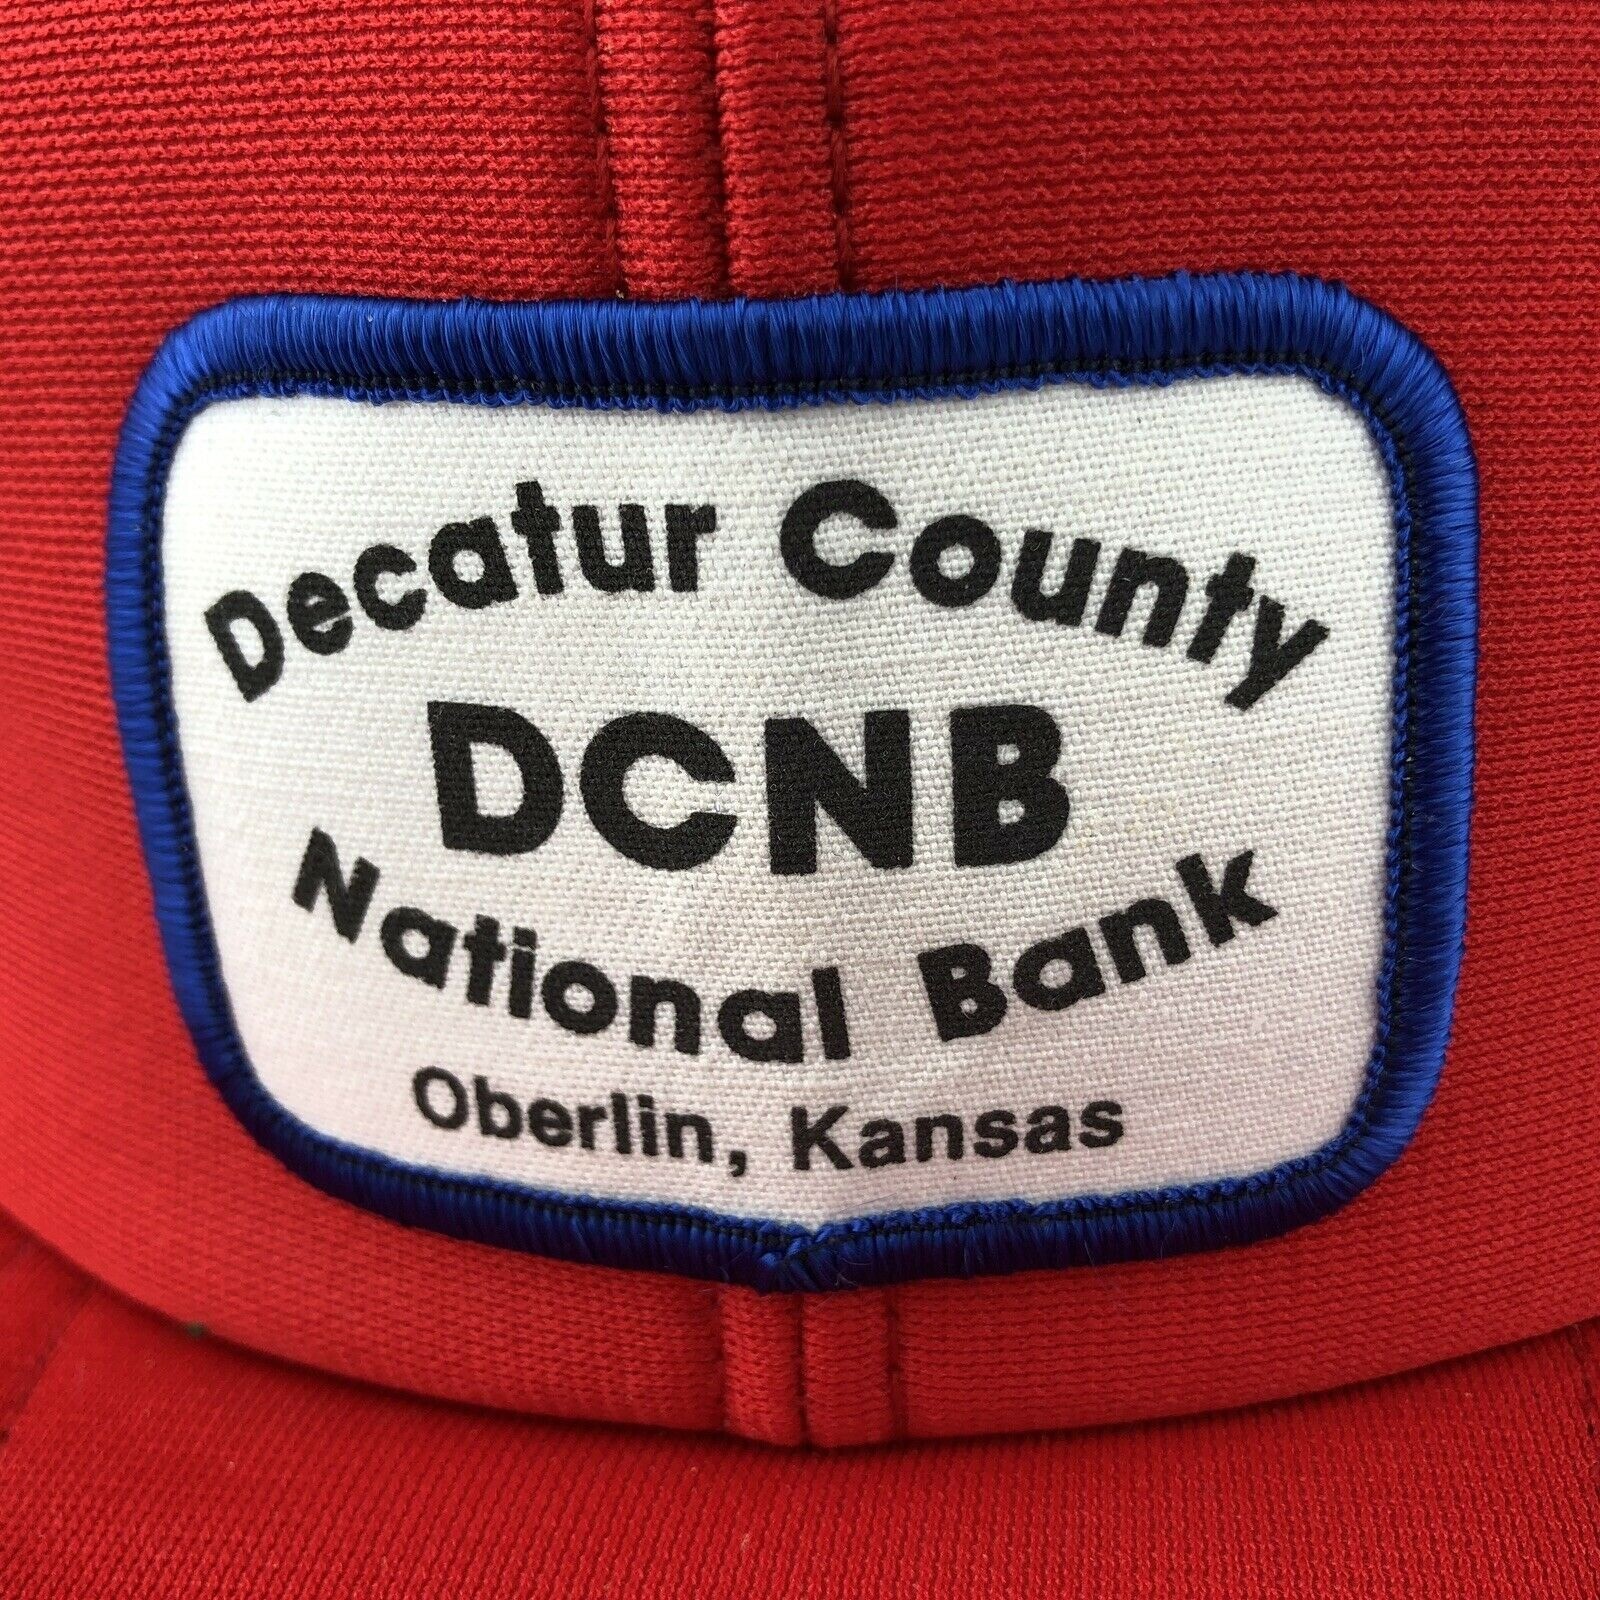 Decatur County
DCNB
National Bank
Oberlin, Kansas